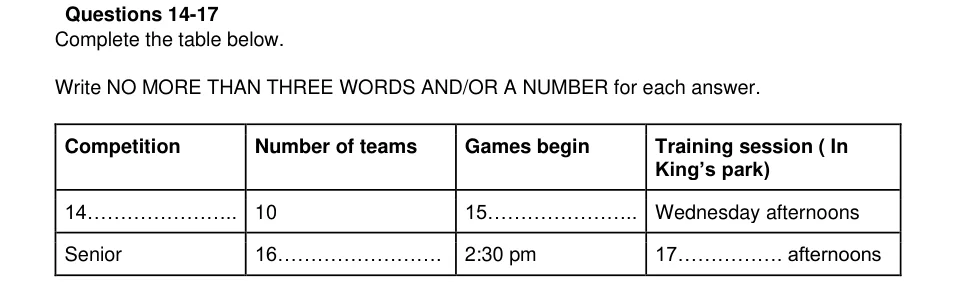 Questions 14-17
Complete the table below.
Write NO MORE THAN THREE WORDS AND/OR A NUMBER for each answer.
Competition Number of teams Games begin Training session ( In King’s park)
14………………….. 10 15………………….. Wednesday afternoons
Senior 16……………………. 2:30 pm 17……………. afternoons